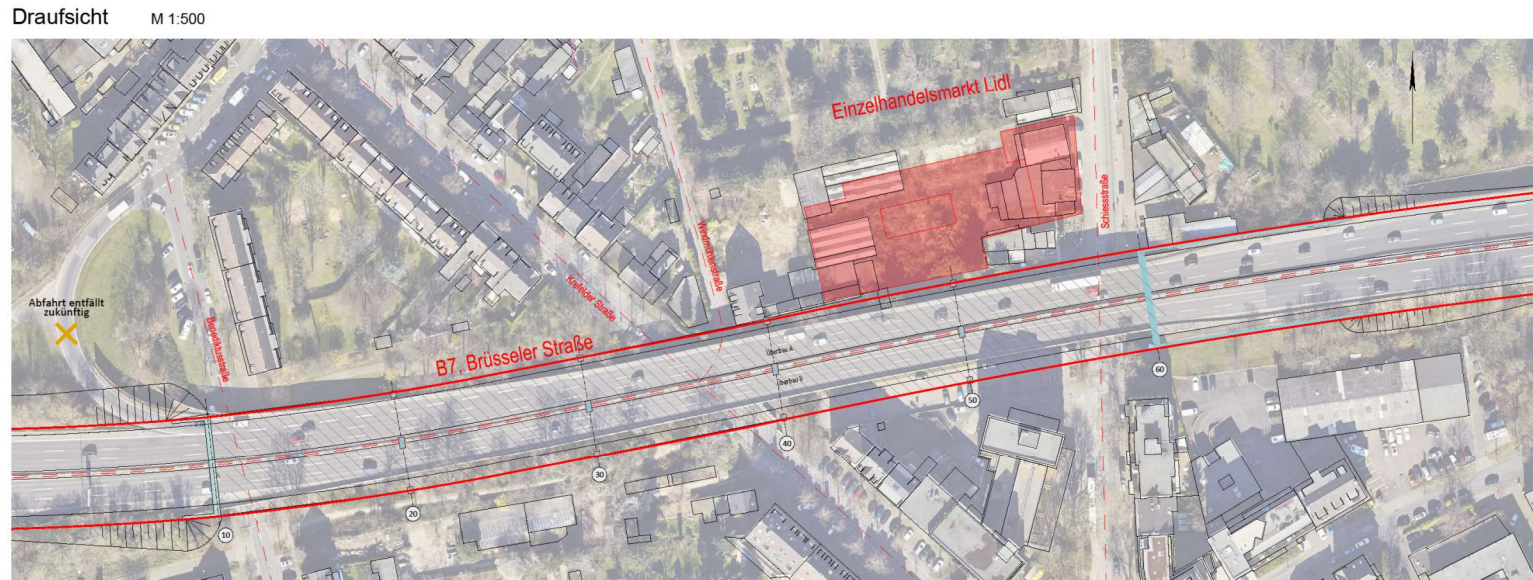 Draufsicht M 1:500
Einzelhandelsmarkt Lidl
Schiessstraße
Windmühlenstraße
Krefelder Straße
Abfahrt entfällt
zukünftig
Benediktusstraße
B7, Brüsseler Straße
Überbau A
Überbau B
10
20
30
40
50
60